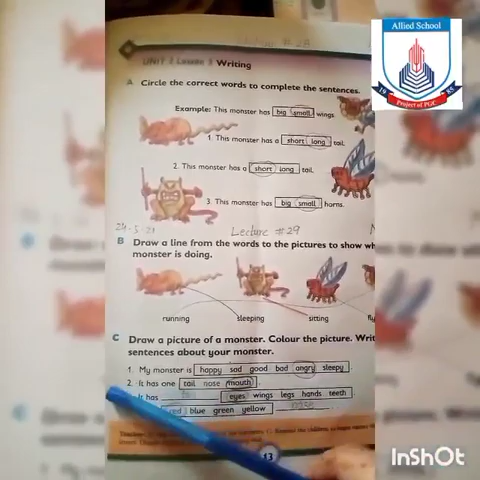 Lecture # 28
UNIT Lesson Writing
A Circle the correct words to complete the sentences.
Example: This monster has big small wings
1. This monster has a short long tail.
2. This monster has a short long tail.
3. This monster has big small horns.
Lecture #29
B Draw a line from the words to the pictures to show wh
monster is doing.
running sleeping sitting
C Draw a picture of a monster. Colour the picture. Writ
sentences about your monster.
1. My monster is happy sad good bad angry sleepy.
2. It has one tail nose mouth.
It has eyes wings legs hands teeth
red blue green yellow
13
Allied School
19 85
Project of PGC
InShOt